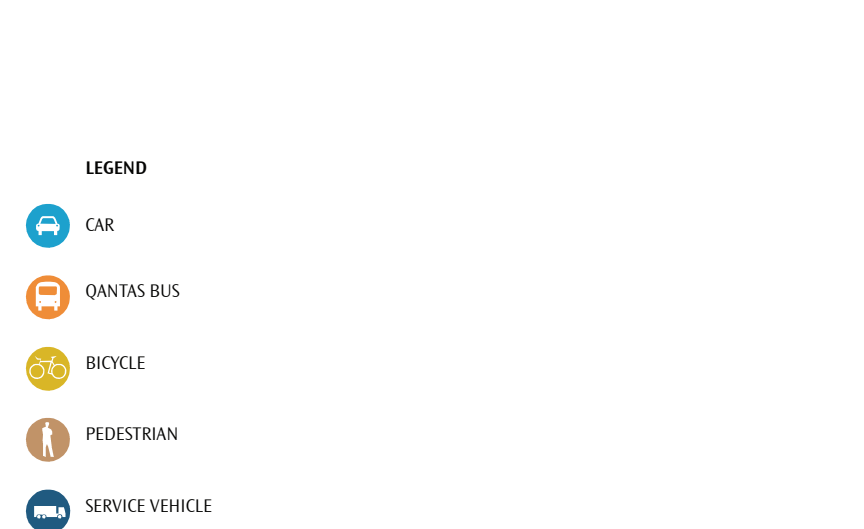 LEGEND
CAR
QANTAS BUS
BICYCLE
PEDESTRIAN
SERVICE VEHICLE